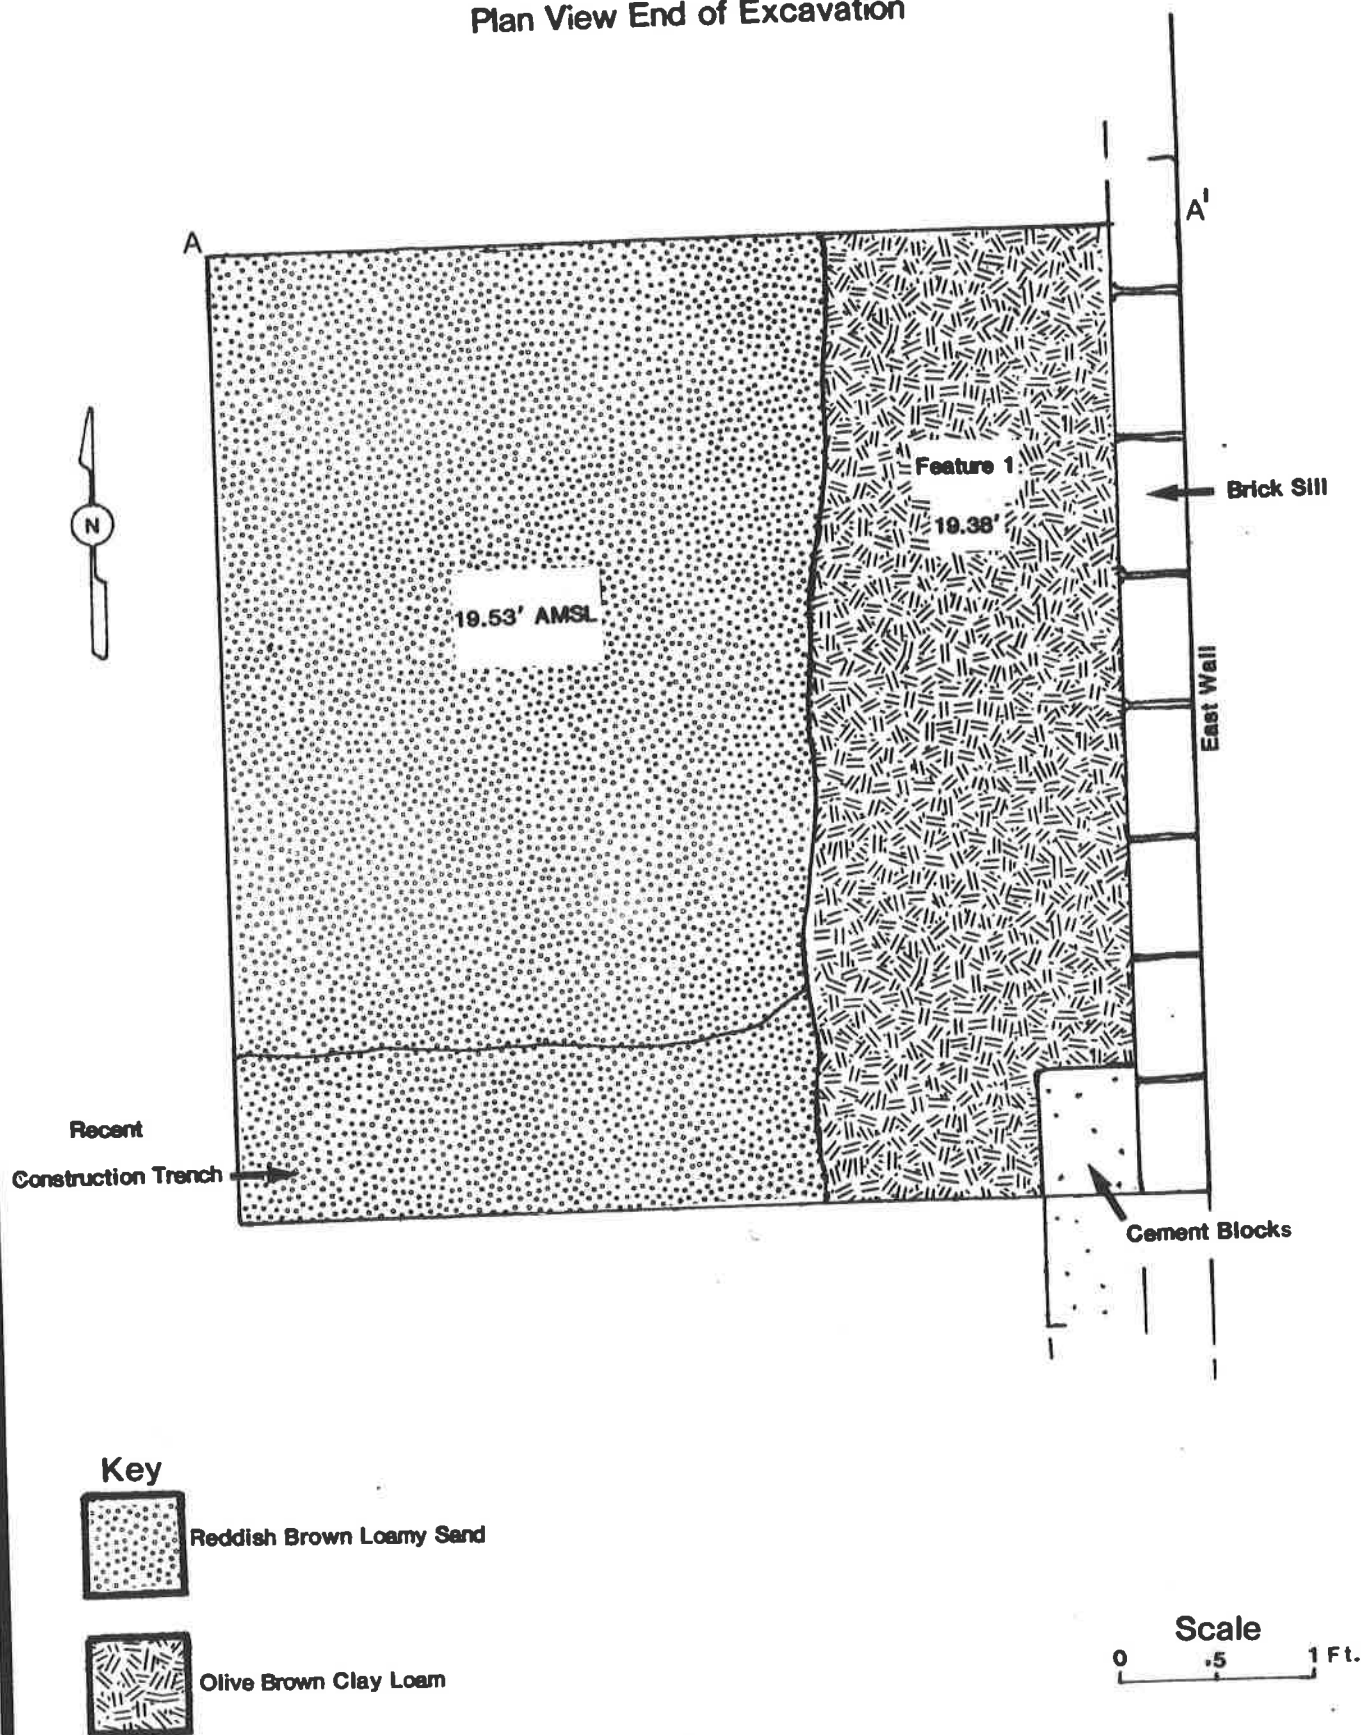 Plan View End of Excavation
A
A'
Feature 1
19.38'
Brick Sill
N
19.53' AMSL
East Wall
Recent
Construction Trench
Cement Blocks
Key
Reddish Brown Loamy Sand
Olive Brown Clay Loam
Scale
0 .5 1 Ft.